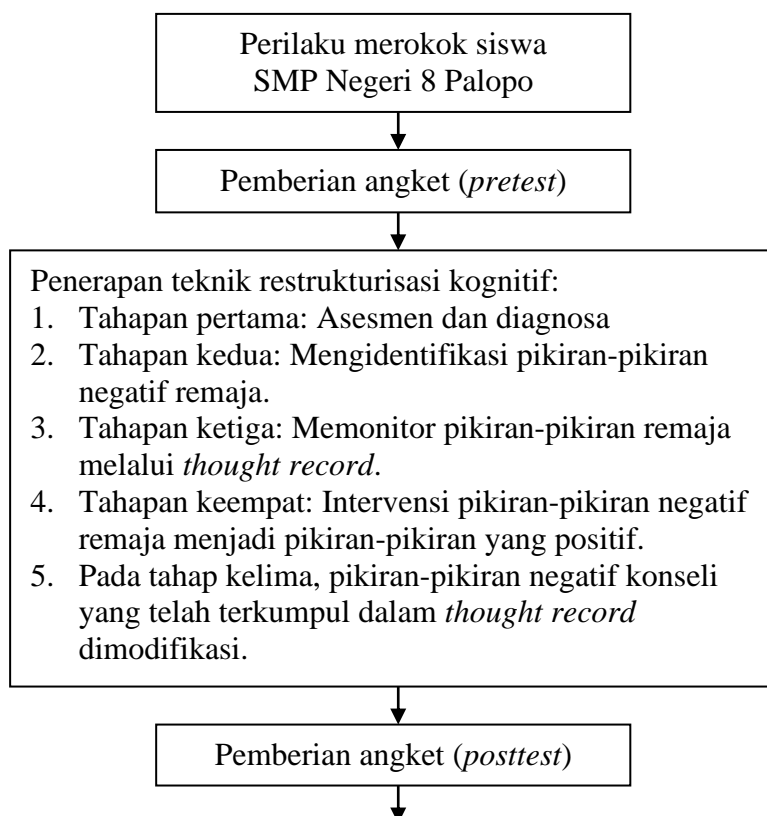 Perilaku merokok siswa
SMP Negeri 8 Palopo
Pemberian angket (pretest)
Penerapan teknik restrukturisasi kognitif:
1. Tahapan pertama: Asesmen dan diagnosa
2. Tahapan kedua: Mengidentifikasi pikiran-pikiran
negatif remaja.
3. Tahapan ketiga: Memonitor pikiran-pikiran remaja
melalui thought record.
4. Tahapan keempat: Intervensi pikiran-pikiran negatif
remaja menjadi pikiran-pikiran yang positif.
5. Pada tahap kelima, pikiran-pikiran negatif konseli
yang telah terkumpul dalam thought record
dimodifikasi.
Pemberian angket (posttest)